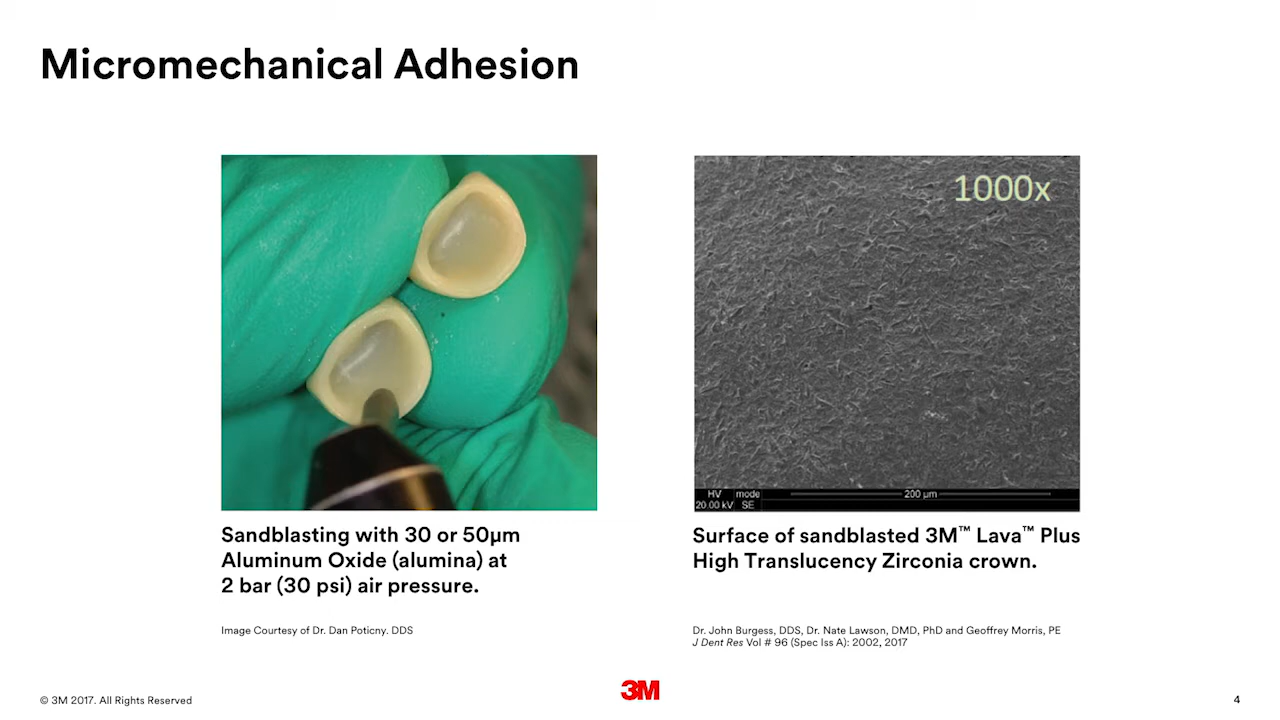 Micromechanical Adhesion
1000x
HV mode 200 µm
20.00 kV SE
Sandblasting with 30 or 50µm
Aluminum Oxide (alumina) at
2 bar (30 psi) air pressure.
Surface of sandblasted 3M™ Lava™ Plus
High Translucency Zirconia crown.
Image Courtesy of Dr. Dan Poticny. DDS
Dr. John Burgess, DDS, Dr. Nate Lawson, DMD, PhD and Geoffrey Morris, PE
J Dent Res Vol # 96 (Spec Iss A): 2002, 2017
© 3M 2017. All Rights Reserved
3M
4